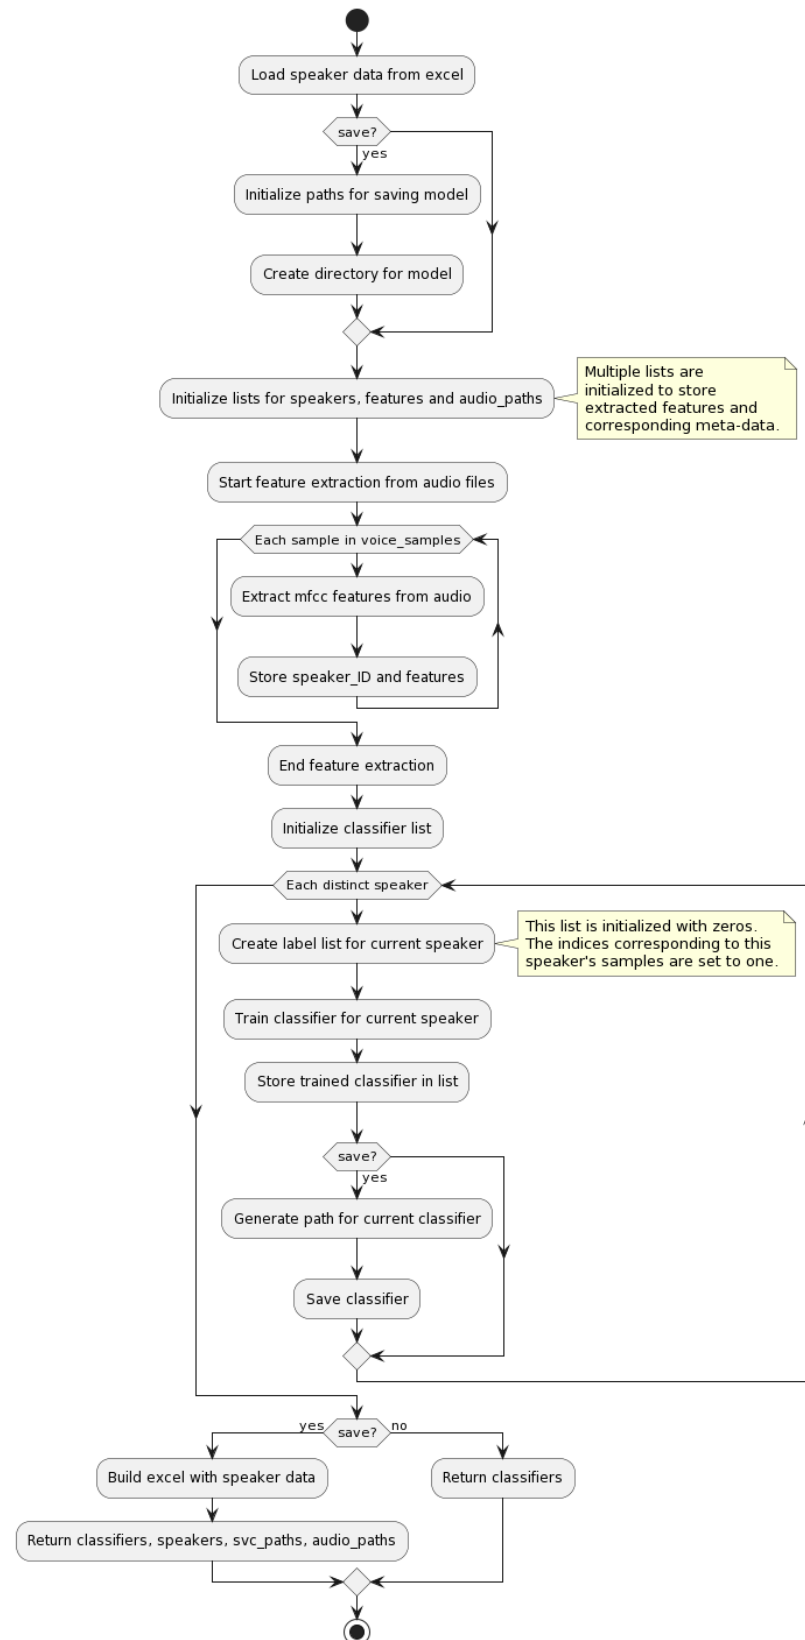 Load speaker data from excel
save?
yes
Initialize paths for saving model
Create directory for model
Initialize lists for speakers, features and audio_paths
Multiple lists are
initialized to store
extracted features and
corresponding meta-data.
Start feature extraction from audio files
Each sample in voice_samples
Extract mfcc features from audio
Store speaker_ID and features
End feature extraction
Initialize classifier list
Each distinct speaker
Create label list for current speaker
This list is initialized with zeros.
The indices corresponding to this
speaker's samples are set to one.
Train classifier for current speaker
Store trained classifier in list
save?
yes
Generate path for current classifier
Save classifier
yes
save?
no
Build excel with speaker data
Return classifiers
Return classifiers, speakers, svc_paths, audio_paths